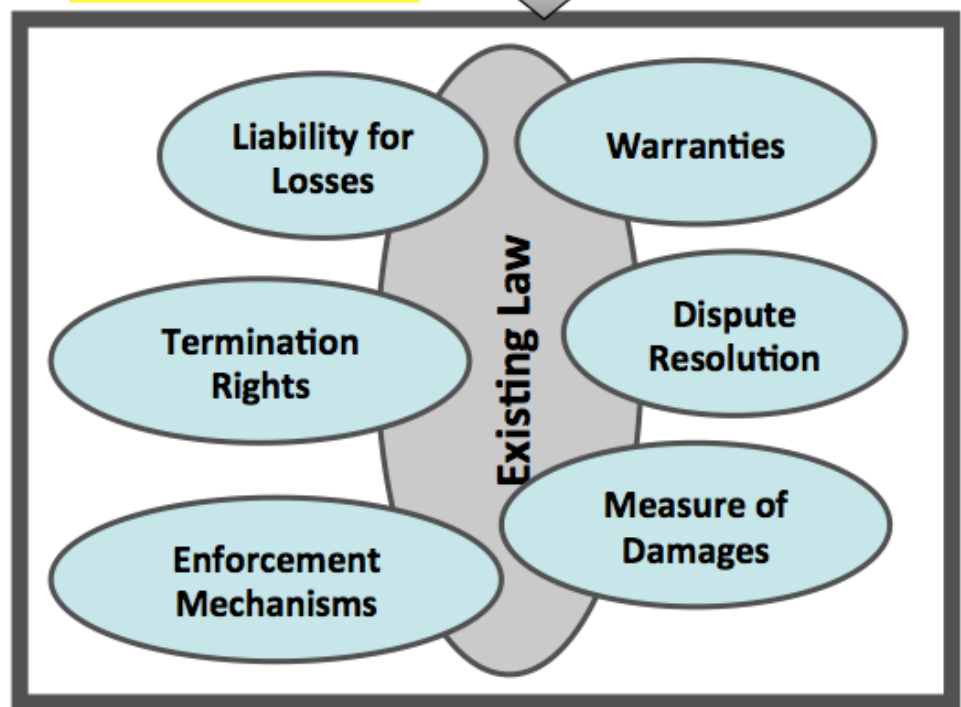 Liability for
Losses
Warranties
Existing Law
Termination
Rights
Dispute
Resolution
Enforcement
Mechanisms
Measure of
Damages